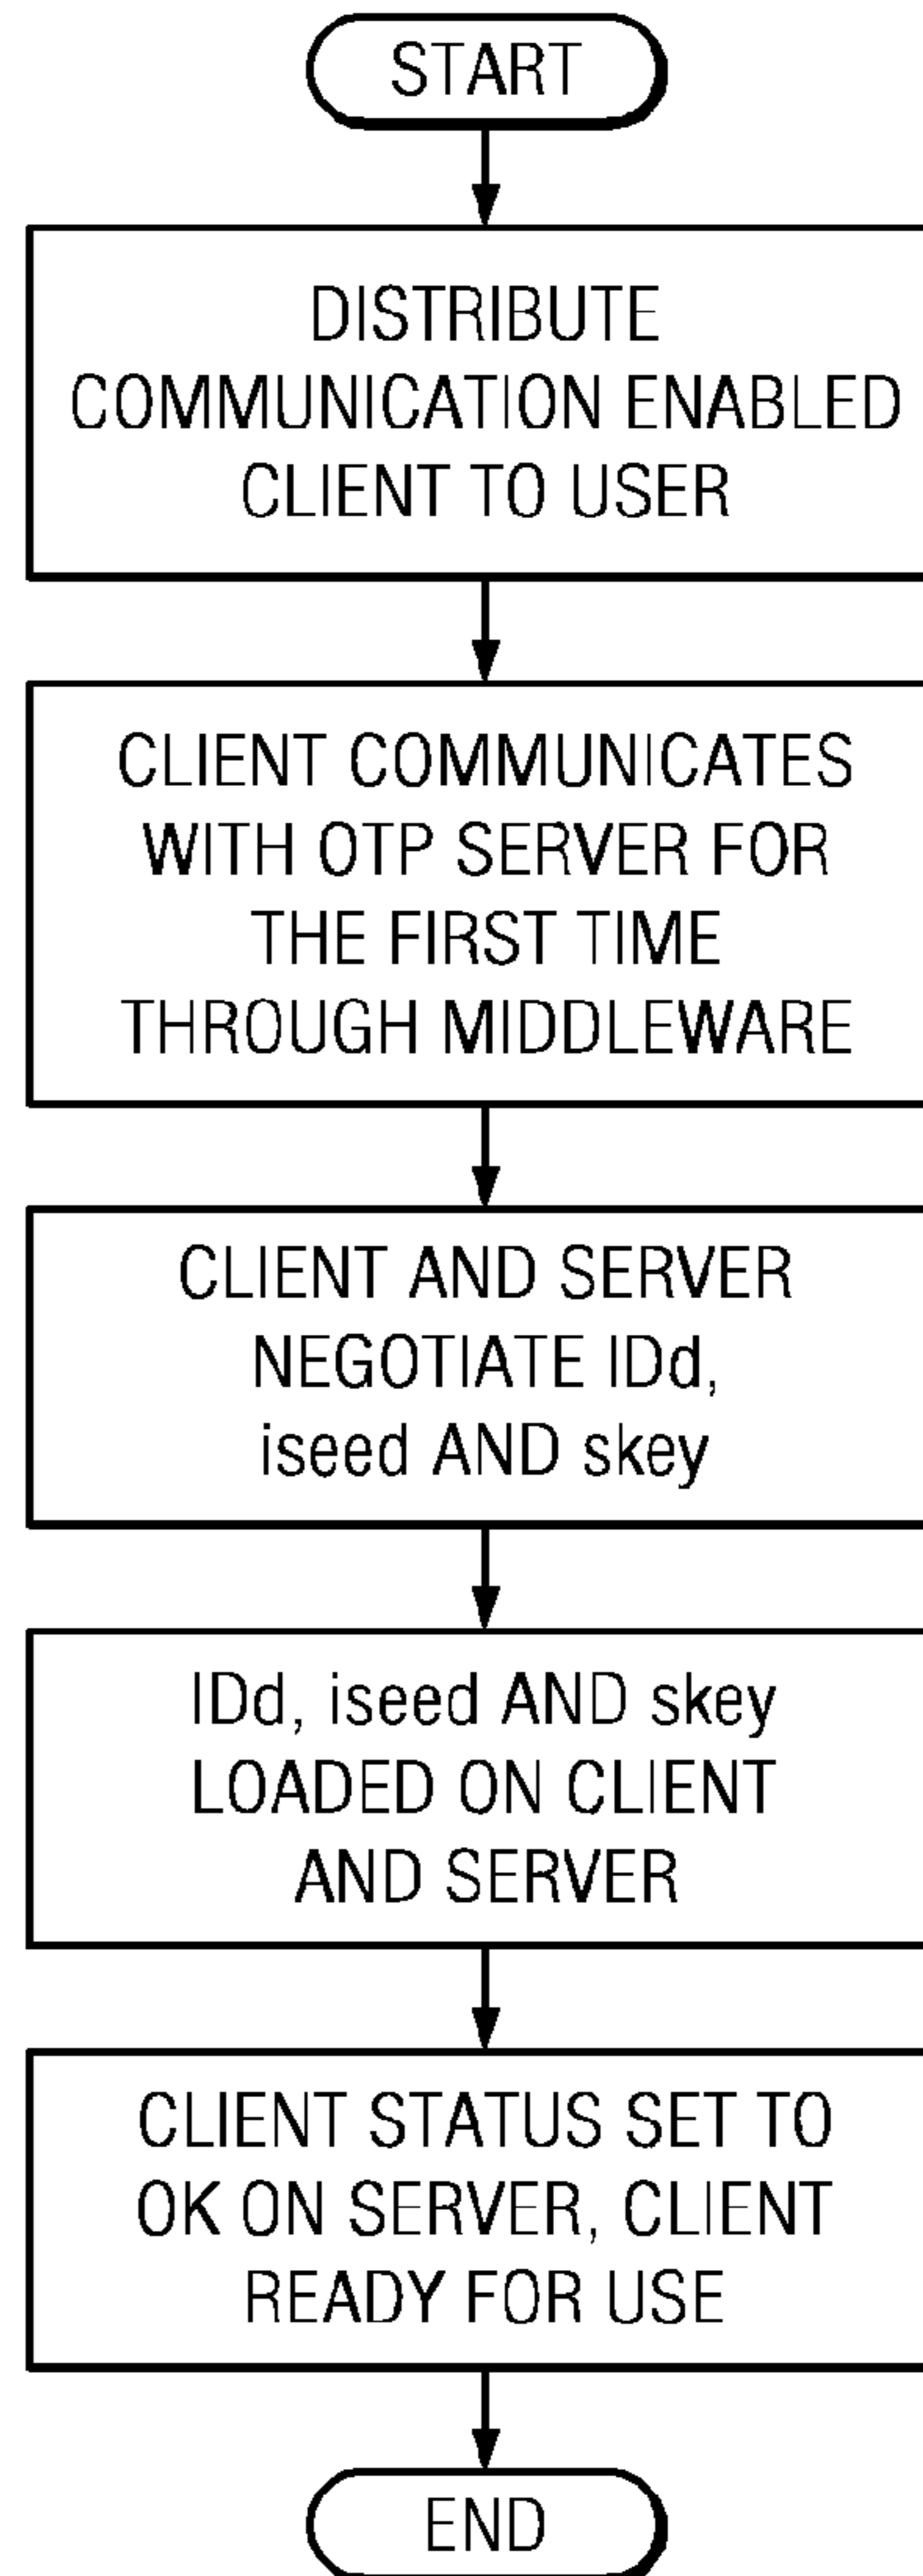 START
DISTRIBUTE
COMMUNICATION ENABLED
CLIENT TO USER
CLIENT COMMUNICATES
WITH OTP SERVER FOR
THE FIRST TIME
THROUGH MIDDLEWARE
CLIENT AND SERVER
NEGOTIATE IDd,
iseed AND skey
IDd, iseed AND skey
LOADED ON CLIENT
AND SERVER
CLIENT STATUS SET TO
OK ON SERVER, CLIENT
READY FOR USE
END